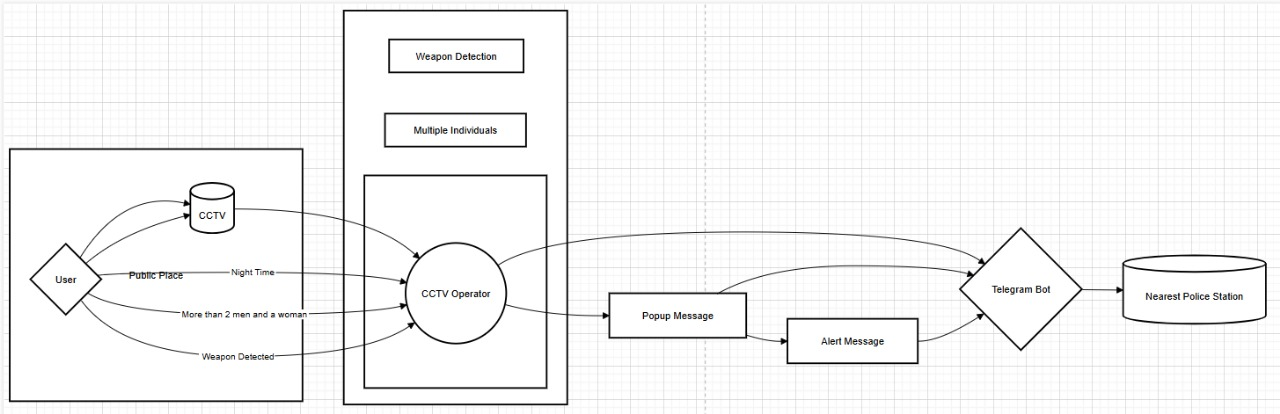 Weapon Detection
Multiple Individuals
CCTV
User
Public Place
Night Time
CCTV Operator
More than 2 men and a woman
Weapon Detected
Popup Message
Alert Message
Telegram Bot
Nearest Police Station